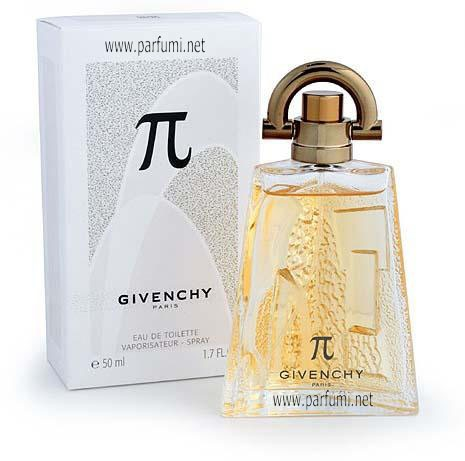 www.parfumi.net
π
GIVENCHY
PARIS
EAU DE TOILETTE
VAPORISATEUR - SPRAY
e 50 ml 1.7 FL
π
GIVENCHY
PARIS
www.parfumi.net